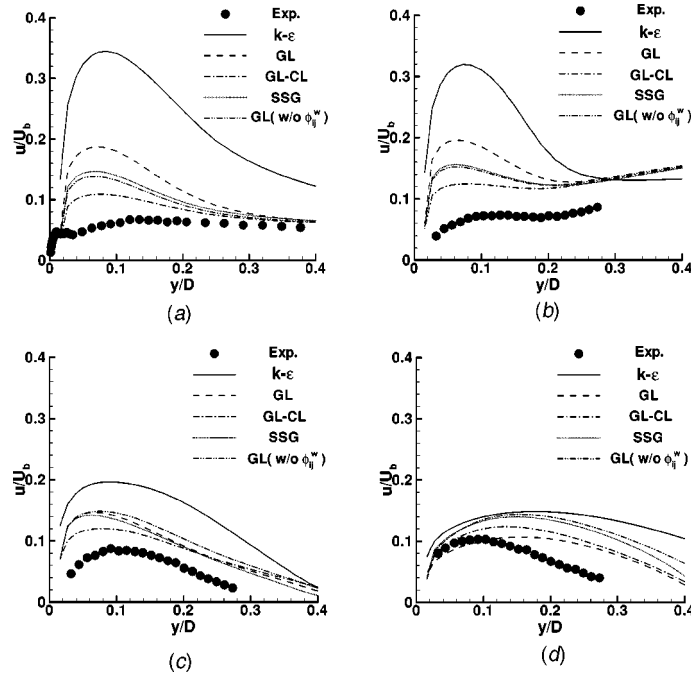 0.4
0.3
0.2
0.1
0
u/U_b
Exp.
k-ε
GL
GL-CL
SSG
GL( w/o ϕ_ij^w )
0 0.1 0.2 0.3 0.4
y/D
(a)
0.4
0.3
0.2
0.1
0
u/U_b
Exp.
k-ε
GL
GL-CL
SSG
GL( w/o ϕ_ij^w )
0 0.1 0.2 0.3 0.4
y/D
(b)
0.4
0.3
0.2
0.1
0
u/U_b
Exp.
k-ε
GL
GL-CL
SSG
GL( w/o ϕ_ij^w )
0 0.1 0.2 0.3 0.4
y/D
(c)
0.4
0.3
0.2
0.1
0
u/U_b
Exp.
k-ε
GL
GL-CL
SSG
GL( w/o ϕ_ij^w )
0 0.1 0.2 0.3 0.4
y/D
(d)